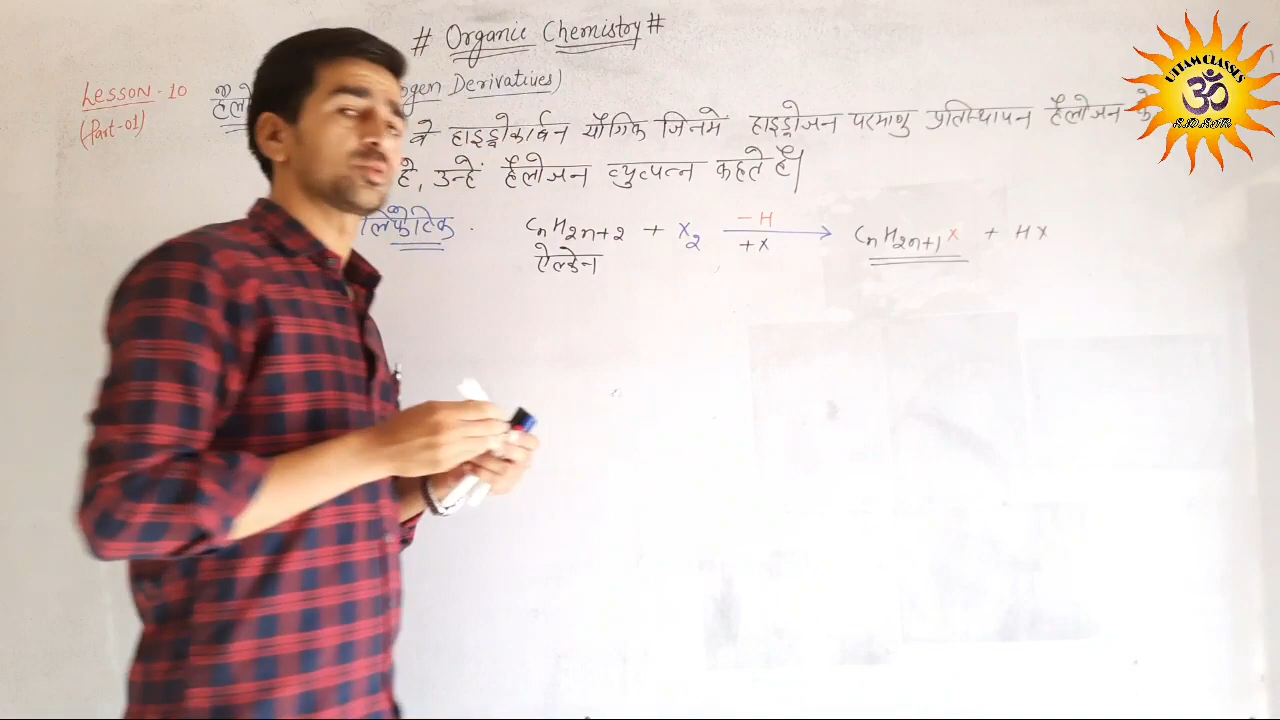 # Organic Chemistry #
Lesson - 10
(Part-01)
Derivatives)
वे हाइड्रोकार्बन यौगिक जिनमे हाइड्रोजन परमाणु प्रतिस्थापन हैलोजन के
है, उन्हें हैलोजन व्युत्पन्न कहते हैं।
CnH2n+2 + X2 -H +X → CnH2n+1X + HX
ऐल्केन
UTTAM CLASSES
ॐ